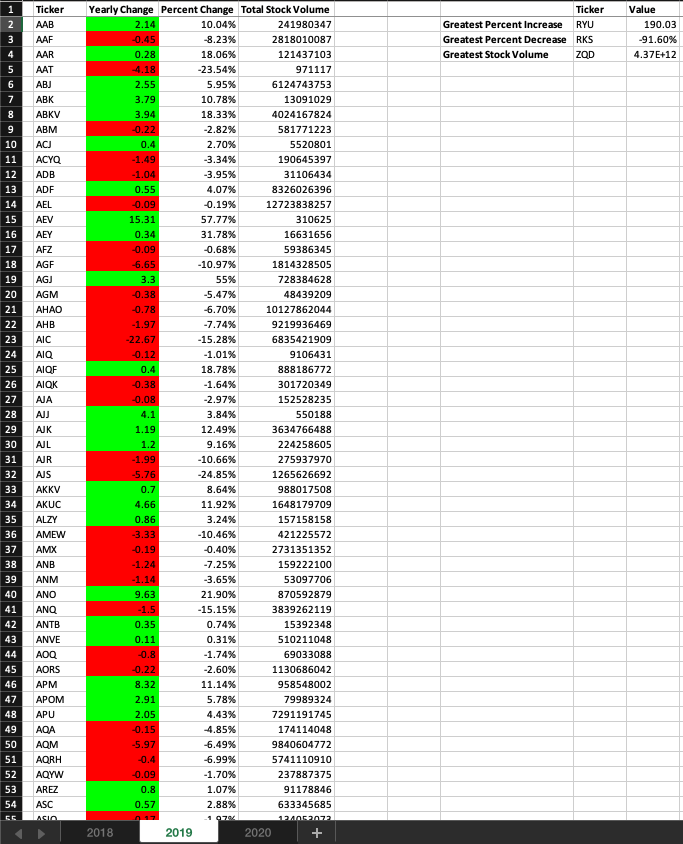 1 Ticker Yearly Change Percent Change Total Stock Volume Ticker Value
2 AAB 2.14 10.04% 241980347 Greatest Percent Increase RYU 190.03
3 AAF -0.45 -8.23% 2818010087 Greatest Percent Decrease RKS -91.60%
4 AAR 0.28 18.06% 121437103 Greatest Stock Volume ZQD 4.37E+12
5 AAT -4.18 -23.54% 971117
6 ABJ 2.55 5.95% 6124743753
7 ABK 3.79 10.78% 13091029
8 ABKV 3.94 18.33% 4024167824
9 ABM -0.22 -2.82% 581771223
10 ACJ 0.4 2.70% 5520801
11 ACYQ -1.49 -3.34% 190645397
12 ADB -1.04 -3.95% 31106434
13 ADF 0.55 4.07% 8326026396
14 AEL -0.09 -0.19% 12723838257
15 AEV 15.31 57.77% 310625
16 AEY 0.34 31.78% 16631656
17 AFZ -0.09 -0.68% 59386345
18 AGF -6.65 -10.97% 1814328505
19 AGJ 3.3 55% 728384628
20 AGM -0.38 -5.47% 48439209
21 AHAO -0.78 -6.70% 10127862044
22 AHB -1.97 -7.74% 9219936469
23 AIC -22.67 -15.28% 6835421909
24 AIQ -0.12 -1.01% 9106431
25 AIQF 0.4 18.78% 888186772
26 AIQK -0.38 -1.64% 301720349
27 AJA -0.08 -2.97% 152528235
28 AJJ 4.1 3.84% 550188
29 AJK 1.19 12.49% 3634766488
30 AJL 1.2 9.16% 224258605
31 AJR -1.99 -10.66% 275937970
32 AJS -5.76 -24.85% 1265626692
33 AKKV 0.7 8.64% 988017508
34 AKUC 4.66 11.92% 1648179709
35 ALZY 0.86 3.24% 157158158
36 AMEW -3.33 -10.46% 421225572
37 AMX -0.19 -0.40% 2731351352
38 ANB -1.24 -7.25% 159222100
39 ANM -1.14 -3.65% 53097706
40 ANO 9.63 21.90% 870592879
41 ANQ -1.5 -15.15% 3839262119
42 ANTB 0.35 0.74% 15392348
43 ANVE 0.11 0.31% 510211048
44 AOQ -0.8 -1.74% 69033088
45 AORS -0.22 -2.60% 1130686042
46 APM 8.32 11.14% 958548002
47 APOM 2.91 5.78% 79989324
48 APU 2.05 4.43% 7291191745
49 AQA -0.15 -4.85% 174114048
50 AQM -5.97 -6.49% 9840604772
51 AQRH -0.4 -6.99% 5741110910
52 AQYW -0.09 -1.70% 237887375
53 AREZ 0.8 1.07% 91178846
54 ASC 0.57 2.88% 633345685
55 ASIO -0.17 -1.97% 134053073
2018 2019 2020 +